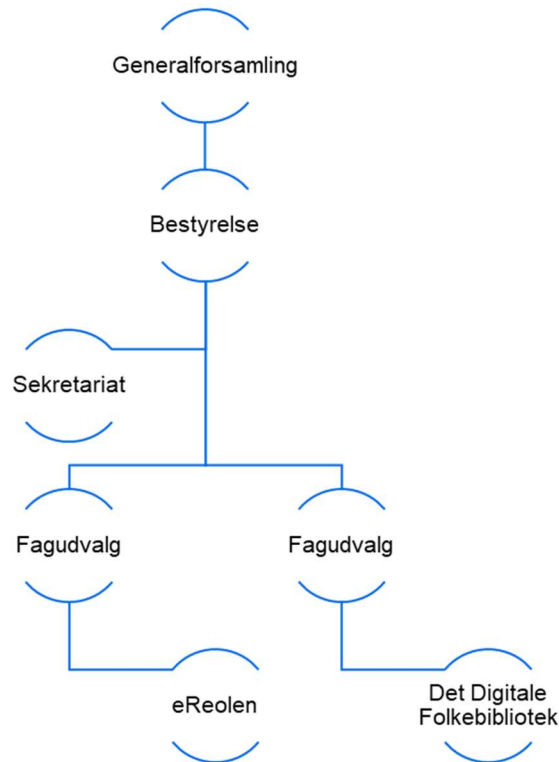 Generalforsamling
Bestyrelse
Sekretariat
Fagudvalg
Fagudvalg
eReolen
Det Digitale
Folkebibliotek